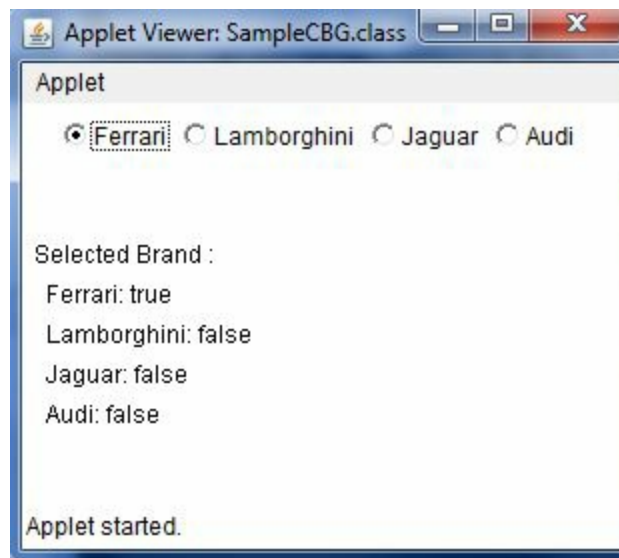 Applet Viewer: SampleCBG.class
Applet
Ferrari Lamborghini Jaguar Audi
Selected Brand :
Ferrari: true
Lamborghini: false
Jaguar: false
Audi: false
Applet started.